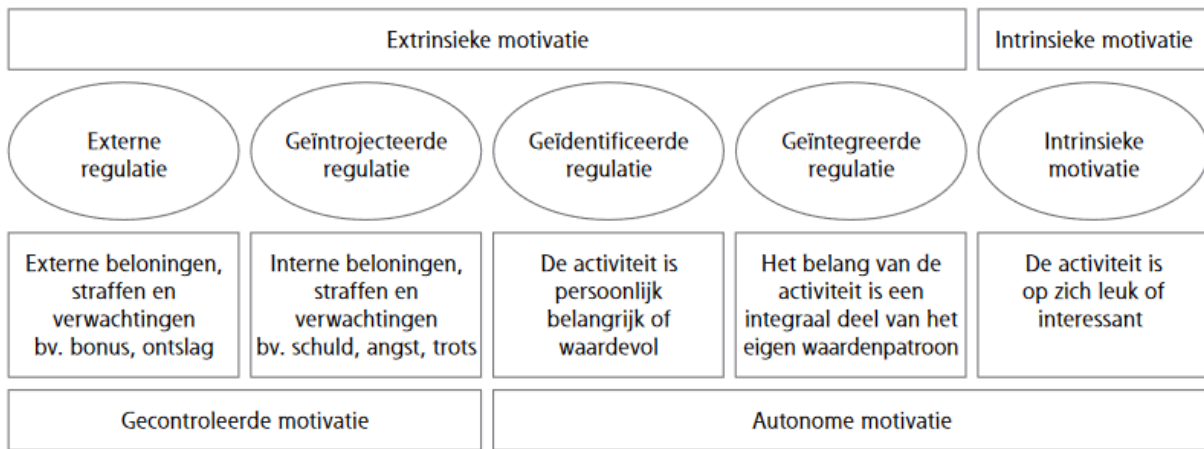 Extrinsieke motivatie
Intrinsieke motivatie
Externe
regulatie
Geïntrojecteerde
regulatie
Geïdentificeerde
regulatie
Geïntegreerde
regulatie
Intrinsieke
motivatie
Externe beloningen,
straffen en
verwachtingen
bv. bonus, ontslag
Interne beloningen,
straffen en
verwachtingen
bv. schuld, angst, trots
De activiteit is
persoonlijk
belangrijk of
waardevol
Het belang van de
activiteit is een
integraal deel van het
eigen waardenpatroon
De activiteit is
op zich leuk of
interessant
Gecontroleerde motivatie
Autonome motivatie